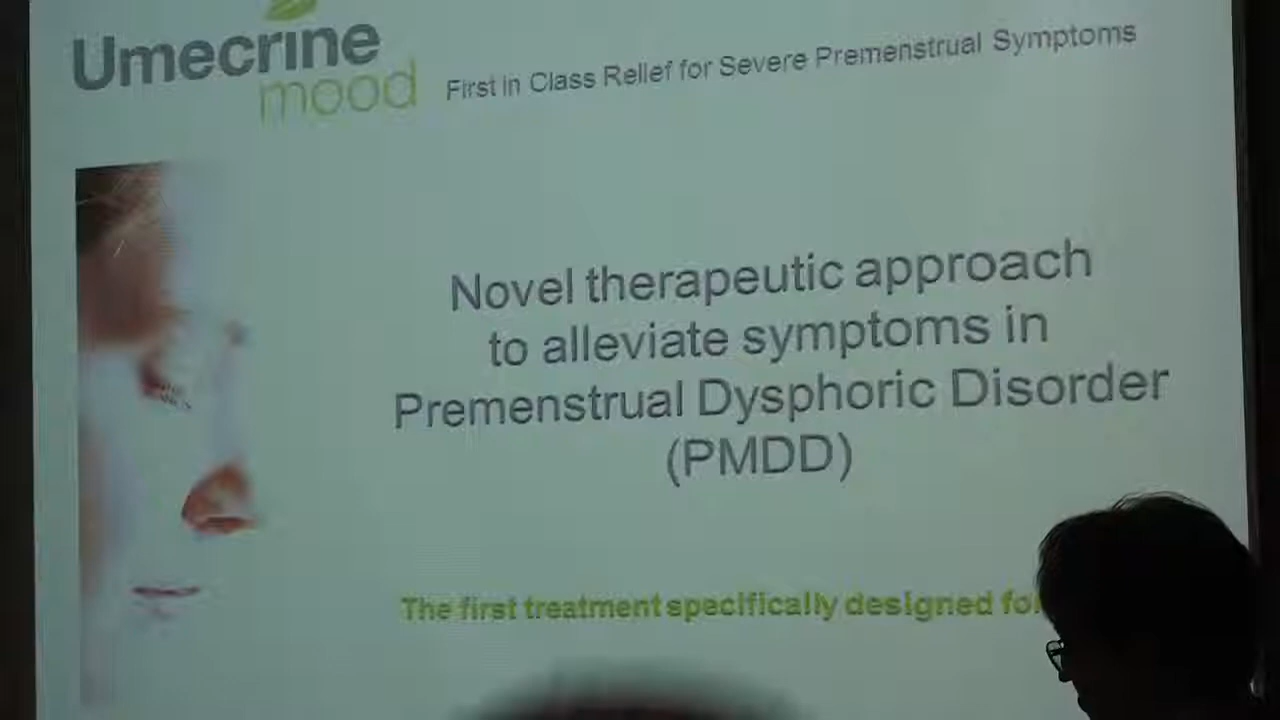 Umecrine
mood
First in Class Relief for Severe Premenstrual Symptoms
Novel therapeutic approach
to alleviate symptoms in
Premenstrual Dysphoric Disorder
(PMDD)
The first treatment specifically designed for